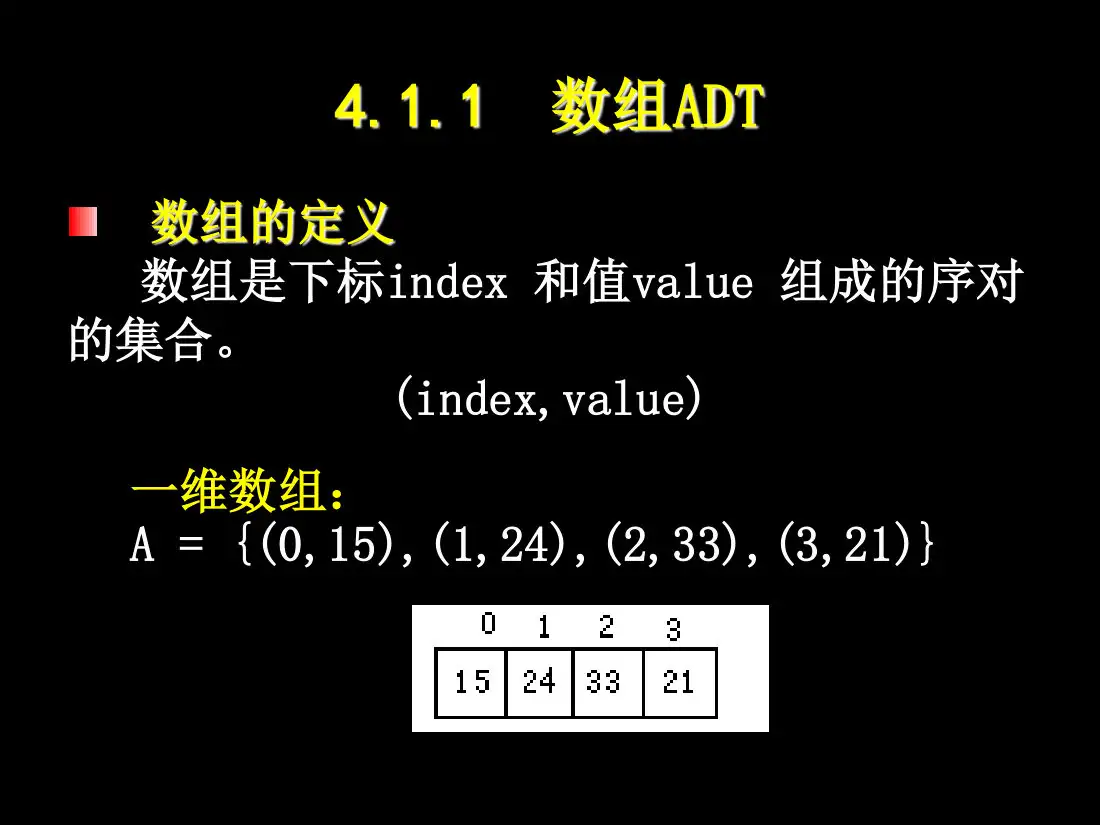 4.1.1 数组ADT
数组的定义
数组是下标index 和值value 组成的序对
的集合。
(index,value)
一维数组:
A = {(0,15),(1,24),(2,33),(3,21)}
0 1 2 3
15 24 33 21